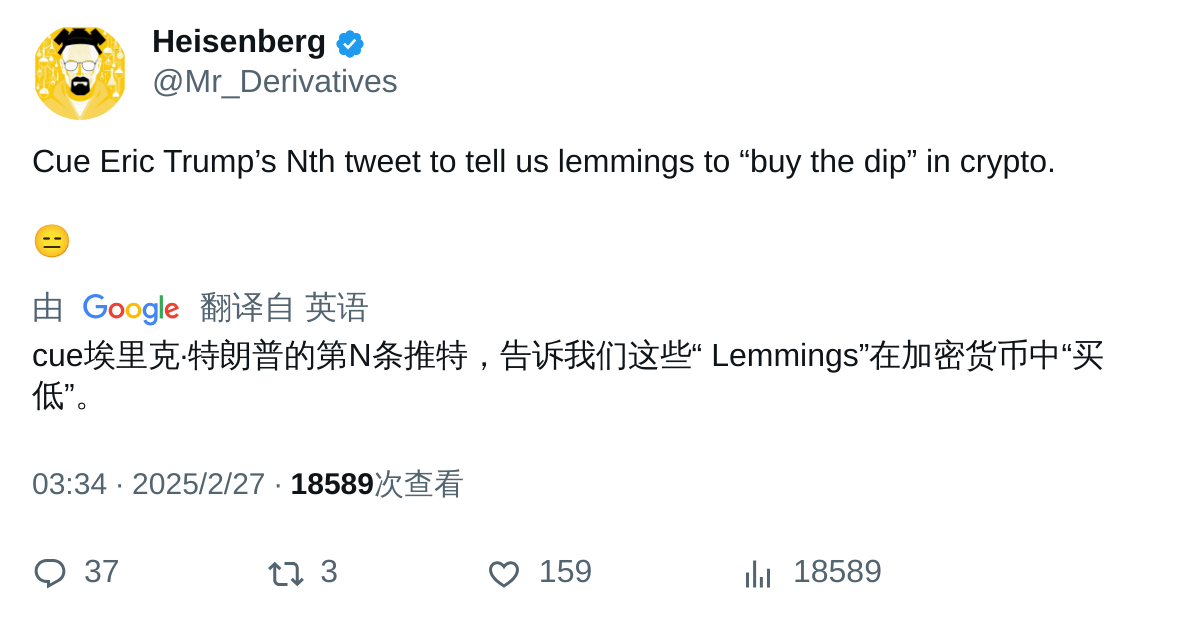 Heisenberg
@Mr_Derivatives
Cue Eric Trump’s Nth tweet to tell us lemmings to “buy the dip” in crypto.
😑
由 Google 翻译自 英语
cue埃里克·特朗普的第N条推特，告诉我们这些“ Lemmings”在加密货币中“买
低”。
03:34 · 2025/2/27 · 18589次查看
37 3 159 18589